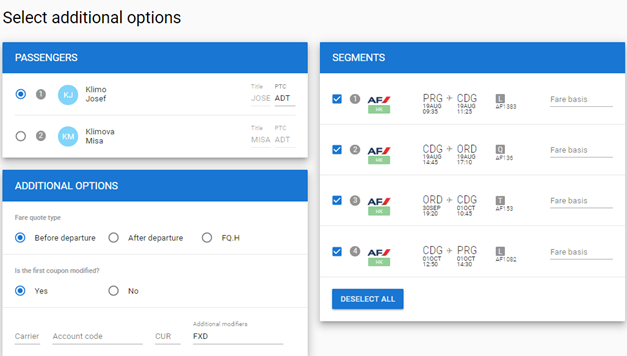 Select additional options
PASSENGERS
1 KJ Klimo Josef Title JOSE PTC ADT
2 KM Klimova Misa Title MISA PTC ADT
ADDITIONAL OPTIONS
Fare quote type
Before departure After departure FQ.H
Is the first coupon modified?
Yes No
Carrier Account code CUR Additional modifiers FXD
SEGMENTS
1 AF HK PRG CDG L Fare basis
19AUG 19AUG AF1383
09:35 11:25
2 AF HK CDG ORD Q Fare basis
19AUG 19AUG AF136
14:45 17:10
3 AF HK ORD CDG T Fare basis
30SEP 01OCT AF153
19:20 10:45
4 AF HK CDG PRG L Fare basis
01OCT 01OCT AF1082
12:50 14:30
DESELECT ALL